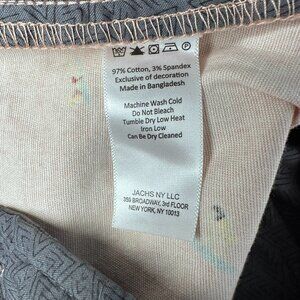 97% Cotton, 3% Spandex
Exclusive of decoration
Made in Bangladesh
Machine Wash Cold
Do Not Bleach
Tumble Dry Low Heat
Iron Low
Can Be Dry Cleaned
JACHS NY LLC
355 BROADWAY, 3rd FLOOR
NEW YORK, NY 10013